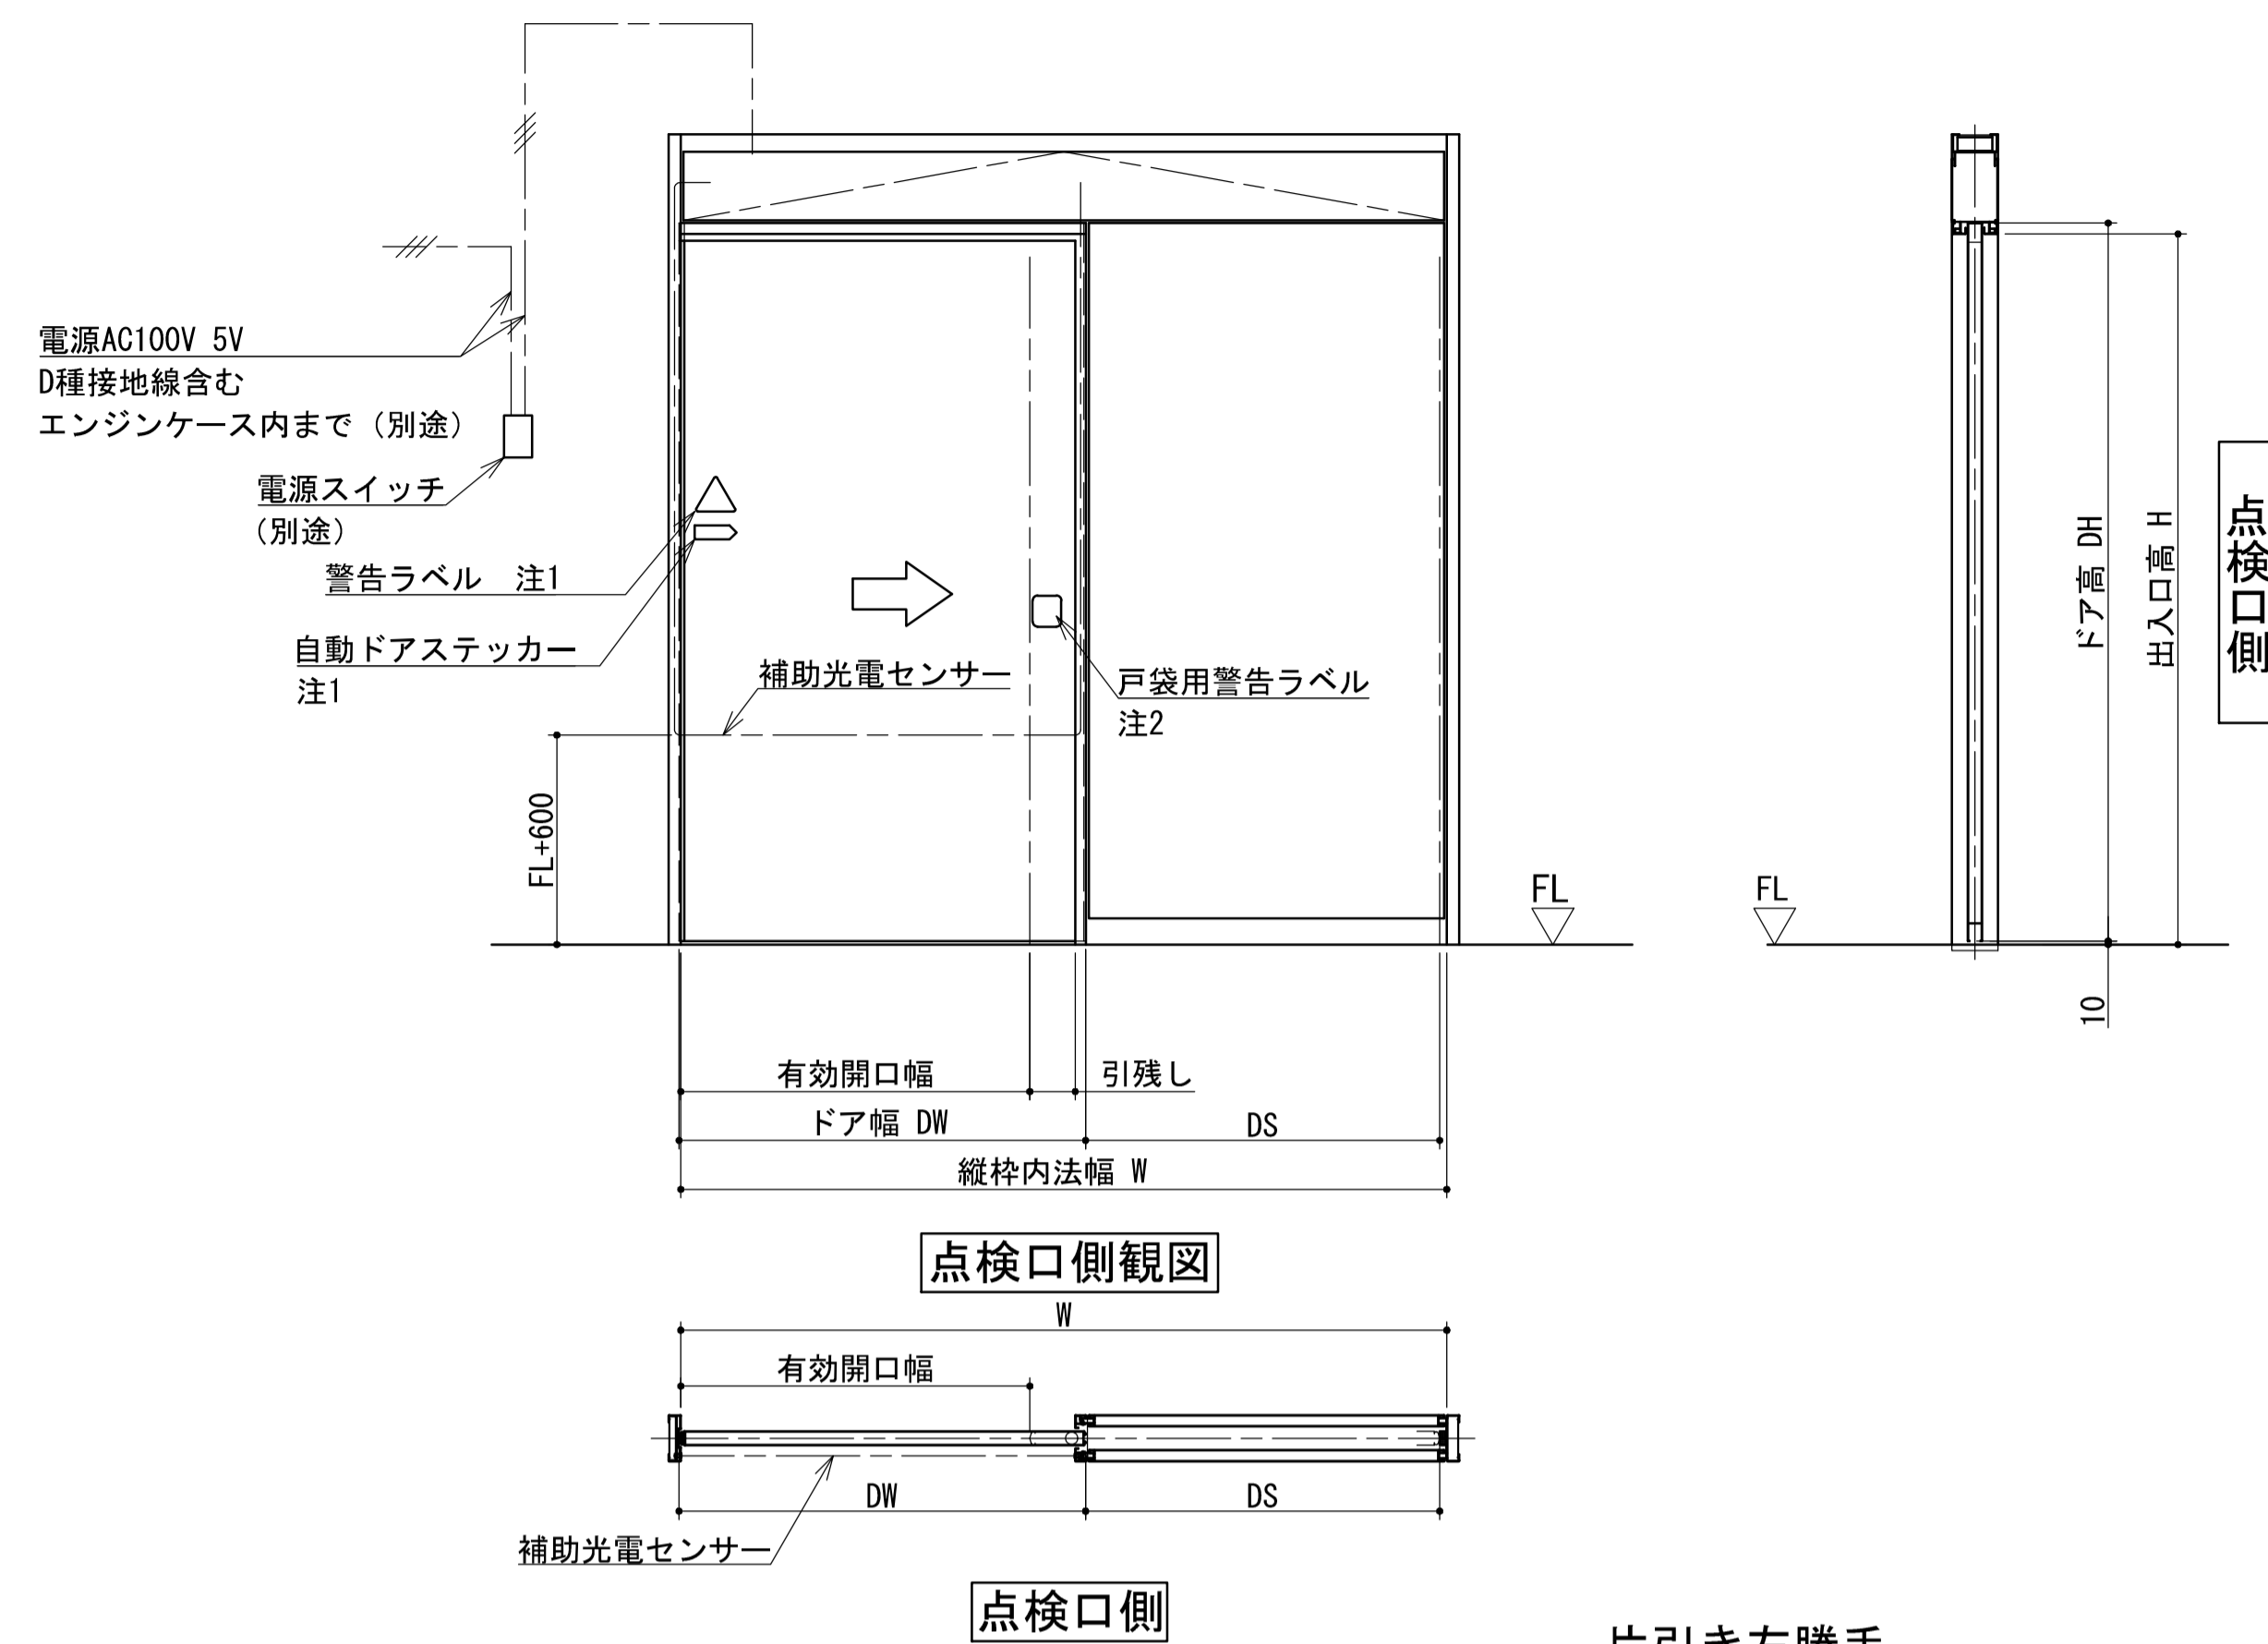 電源AC100V 5V
D種接地線含む
エンジンケース内まで (別途)
電源スイッチ
(別途)
警告ラベル 注1
自動ドアステッカー
注1
補助光電センサー
戸袋用警告ラベル
注2
FL+600
FL
FL
ドア高 DH
出入口高 H
点検口側
10
有効開口幅
引残し
ドア幅 DW
DS
縦枠内法幅 W
点検口側観図
W
有効開口幅
DW
DS
補助光電センサー
点検口側